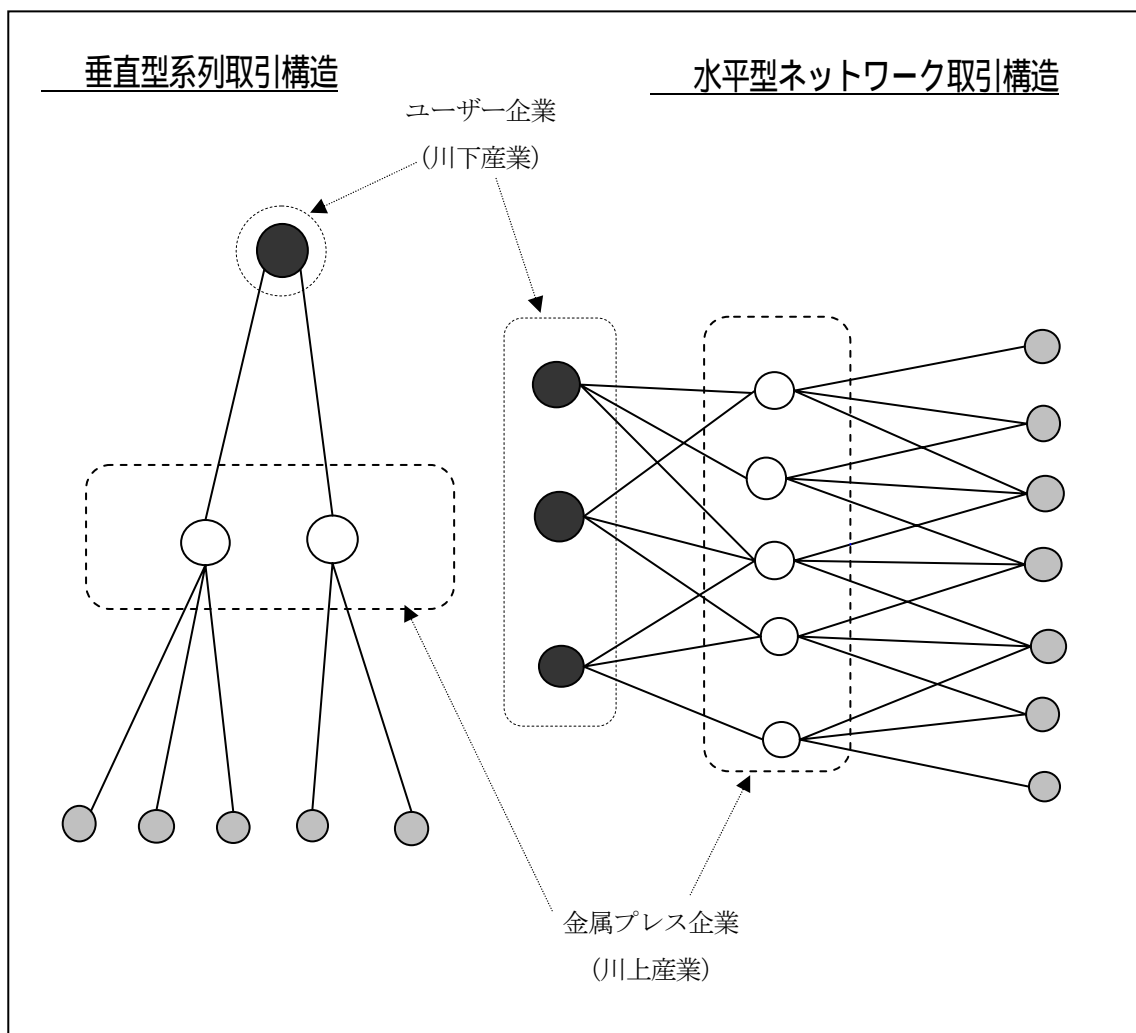 垂直型系列取引構造
水平型ネットワーク取引構造
ユーザー企業
(川下産業)
金属プレス企業
(川上産業)